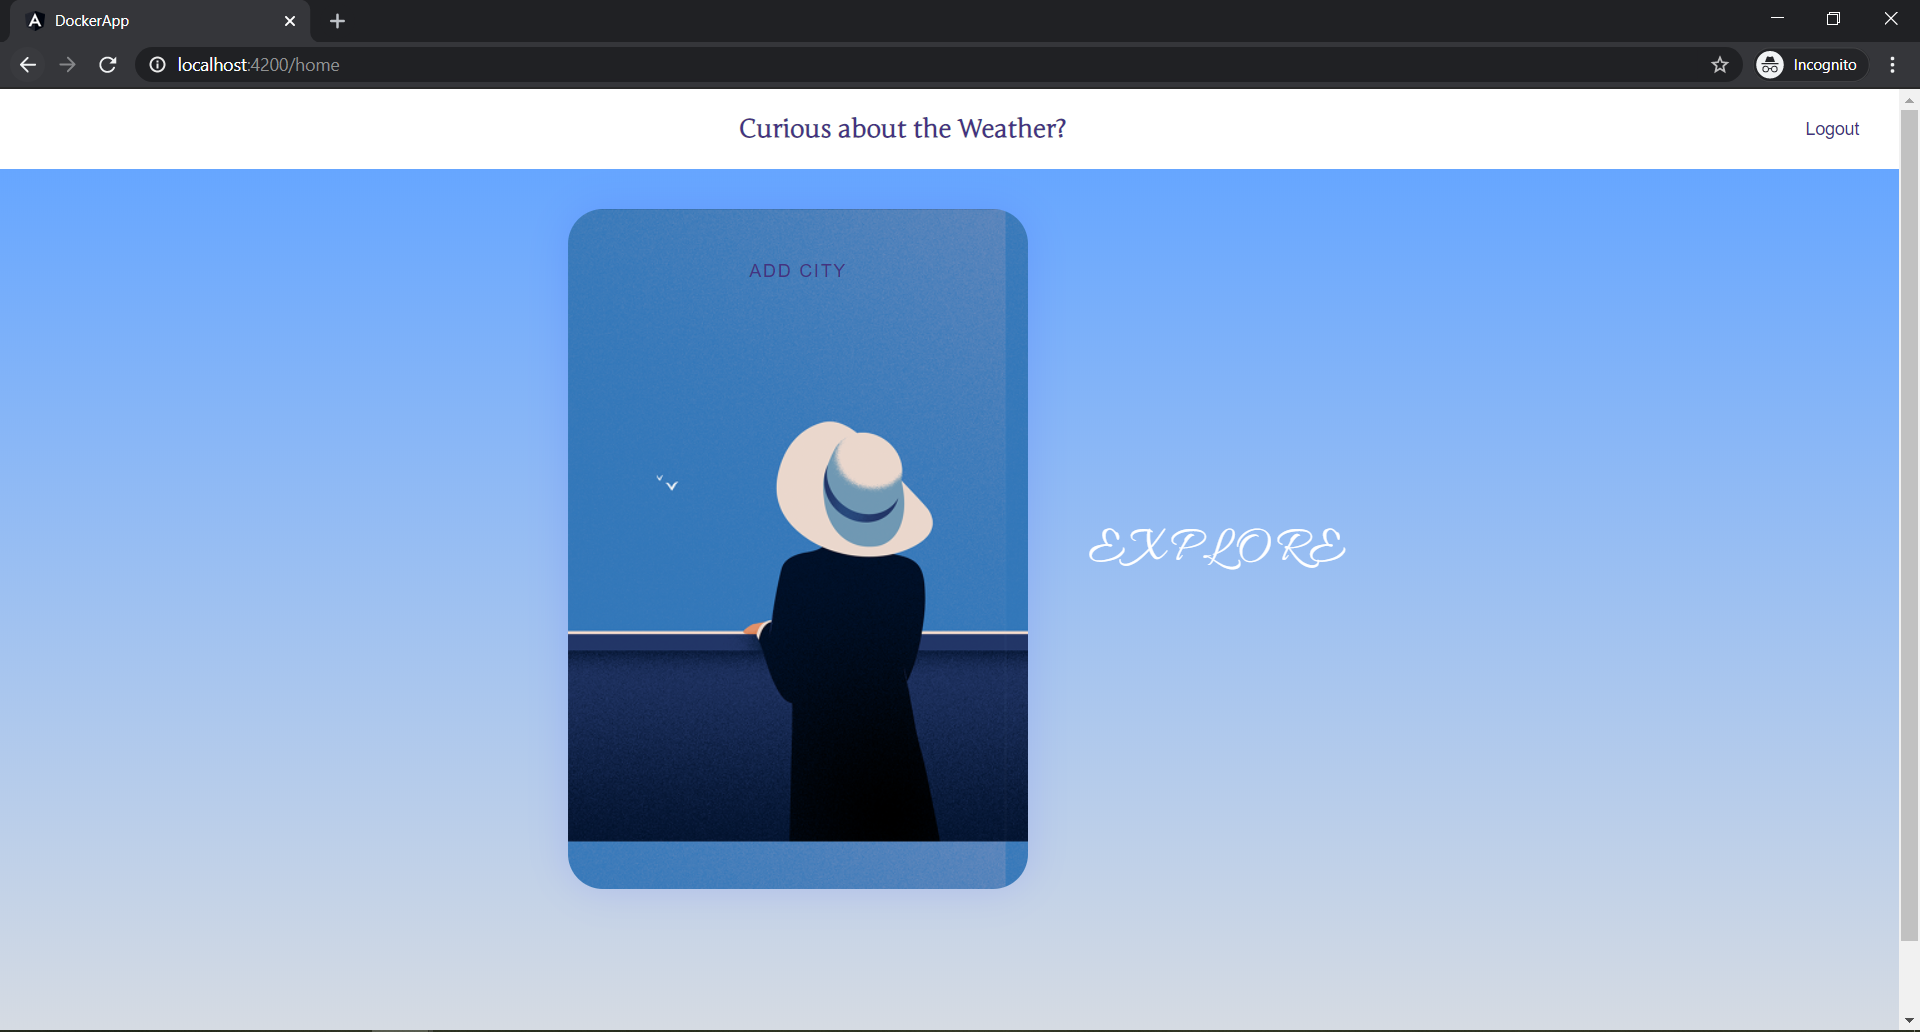 DockerApp
localhost:4200/home
Incognito
Curious about the Weather?
Logout
ADD CITY
EXPLORE